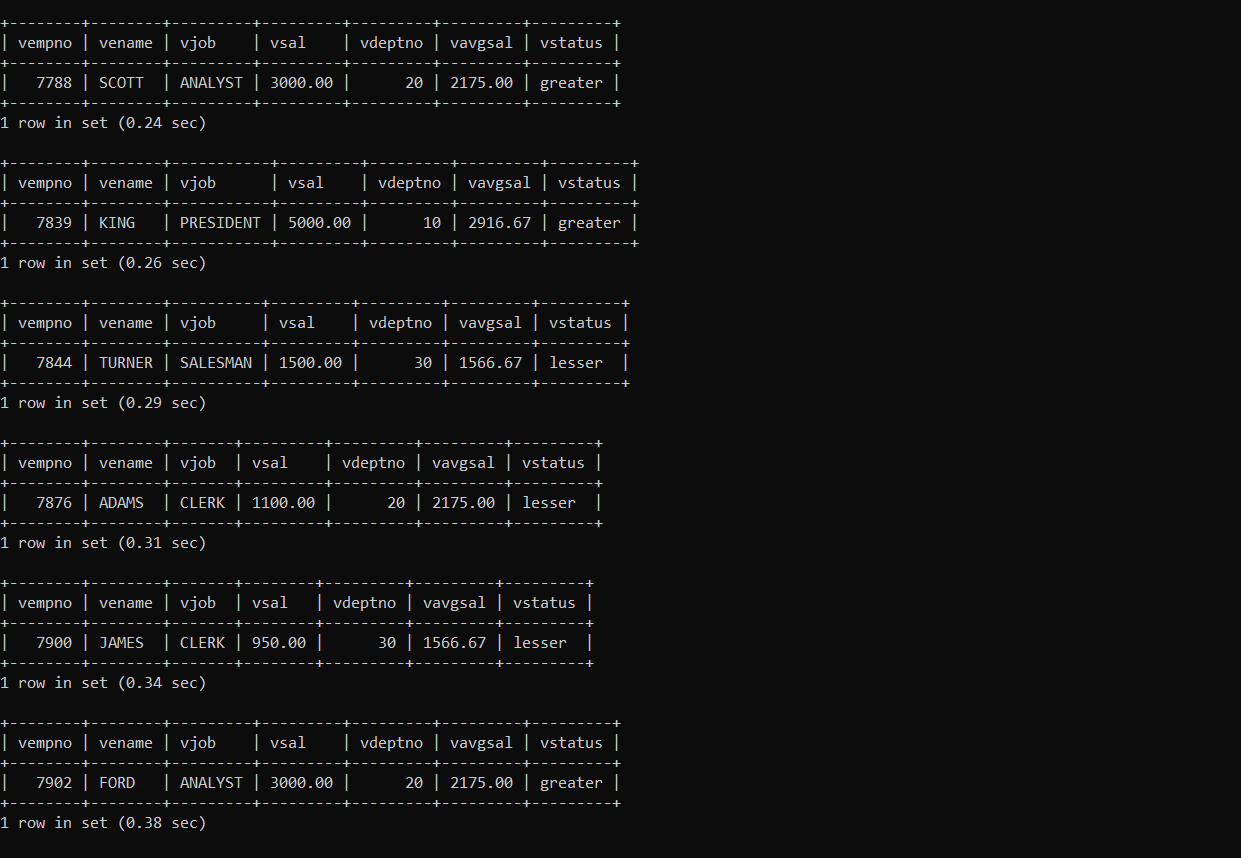 +--------+--------+---------+---------+---------+---------+---------+
| vempno | vename | vjob    | vsal    | vdeptno | vavgsal | vstatus |
+--------+--------+---------+---------+---------+---------+---------+
|   7788 | SCOTT  | ANALYST | 3000.00 |      20 | 2175.00 | greater |
+--------+--------+---------+---------+---------+---------+---------+
1 row in set (0.24 sec)

+--------+--------+-----------+---------+---------+---------+---------+
| vempno | vename | vjob      | vsal    | vdeptno | vavgsal | vstatus |
+--------+--------+-----------+---------+---------+---------+---------+
|   7839 | KING   | PRESIDENT | 5000.00 |      10 | 2916.67 | greater |
+--------+--------+-----------+---------+---------+---------+---------+
1 row in set (0.26 sec)

+--------+--------+----------+---------+---------+---------+---------+
| vempno | vename | vjob     | vsal    | vdeptno | vavgsal | vstatus |
+--------+--------+----------+---------+---------+---------+---------+
|   7844 | TURNER | SALESMAN | 1500.00 |      30 | 1566.67 | lesser  |
+--------+--------+----------+---------+---------+---------+---------+
1 row in set (0.29 sec)

+--------+--------+-------+---------+---------+---------+---------+
| vempno | vename | vjob  | vsal    | vdeptno | vavgsal | vstatus |
+--------+--------+-------+---------+---------+---------+---------+
|   7876 | ADAMS  | CLERK | 1100.00 |      20 | 2175.00 | lesser  |
+--------+--------+-------+---------+---------+---------+---------+
1 row in set (0.31 sec)

+--------+--------+-------+--------+---------+---------+---------+
| vempno | vename | vjob  | vsal   | vdeptno | vavgsal | vstatus |
+--------+--------+-------+--------+---------+---------+---------+
|   7900 | JAMES  | CLERK | 950.00 |      30 | 1566.67 | lesser  |
+--------+--------+-------+--------+---------+---------+---------+
1 row in set (0.34 sec)

+--------+--------+---------+---------+---------+---------+---------+
| vempno | vename | vjob    | vsal    | vdeptno | vavgsal | vstatus |
+--------+--------+---------+---------+---------+---------+---------+
|   7902 | FORD   | ANALYST | 3000.00 |      20 | 2175.00 | greater |
+--------+--------+---------+---------+---------+---------+---------+
1 row in set (0.38 sec)